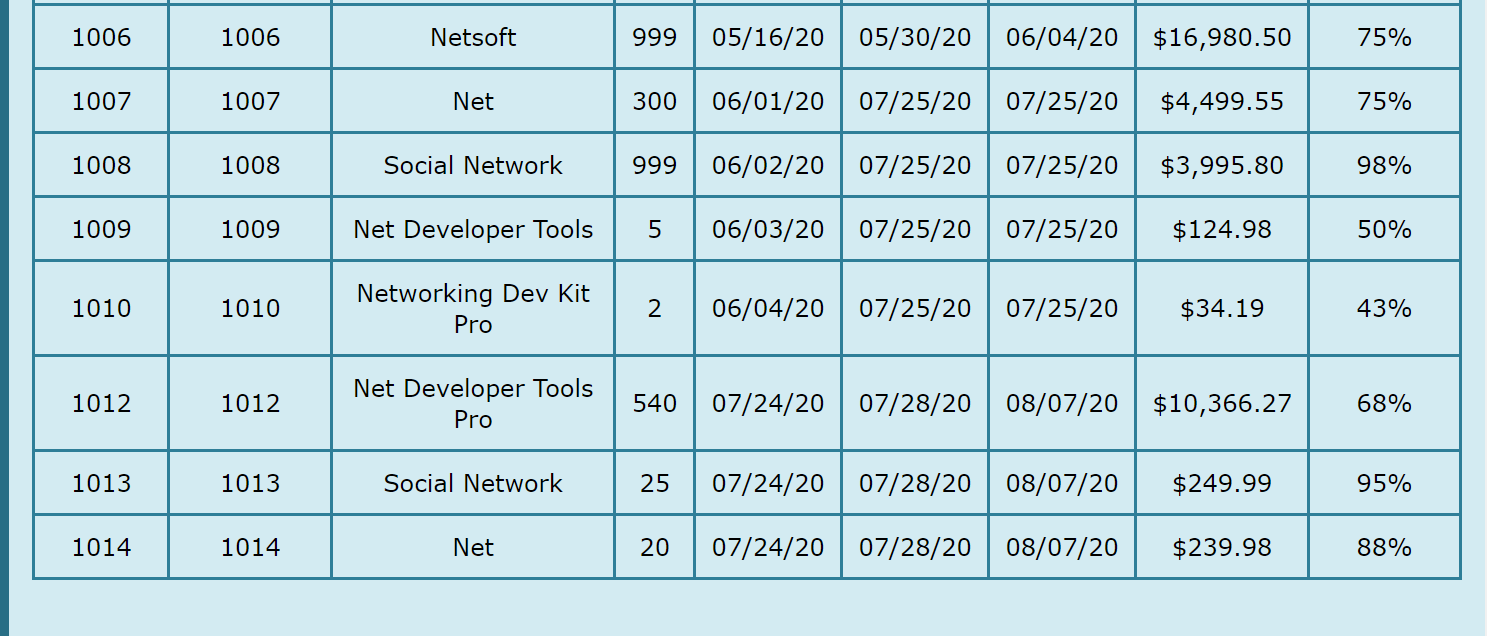 1006 1006 Netsoft 999 05/16/20 05/30/20 06/04/20 $16,980.50 75%
1007 1007 Net 300 06/01/20 07/25/20 07/25/20 $4,499.55 75%
1008 1008 Social Network 999 06/02/20 07/25/20 07/25/20 $3,995.80 98%
1009 1009 Net Developer Tools 5 06/03/20 07/25/20 07/25/20 $124.98 50%
1010 1010 Networking Dev Kit
Pro 2 06/04/20 07/25/20 07/25/20 $34.19 43%
1012 1012 Net Developer Tools
Pro 540 07/24/20 07/28/20 08/07/20 $10,366.27 68%
1013 1013 Social Network 25 07/24/20 07/28/20 08/07/20 $249.99 95%
1014 1014 Net 20 07/24/20 07/28/20 08/07/20 $239.98 88%